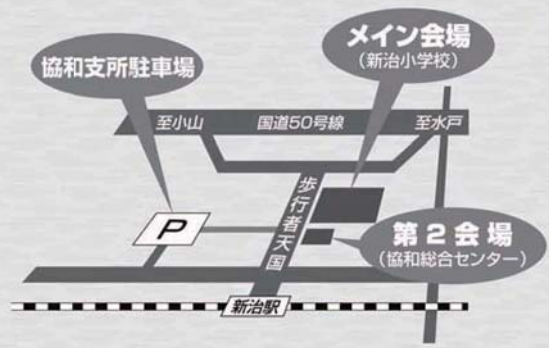 メイン会場
(新治小学校)
協和支所駐車場
至小山
国道50号線
至水戸
歩行者天国
P
第2会場
(協和総合センター)
新治駅